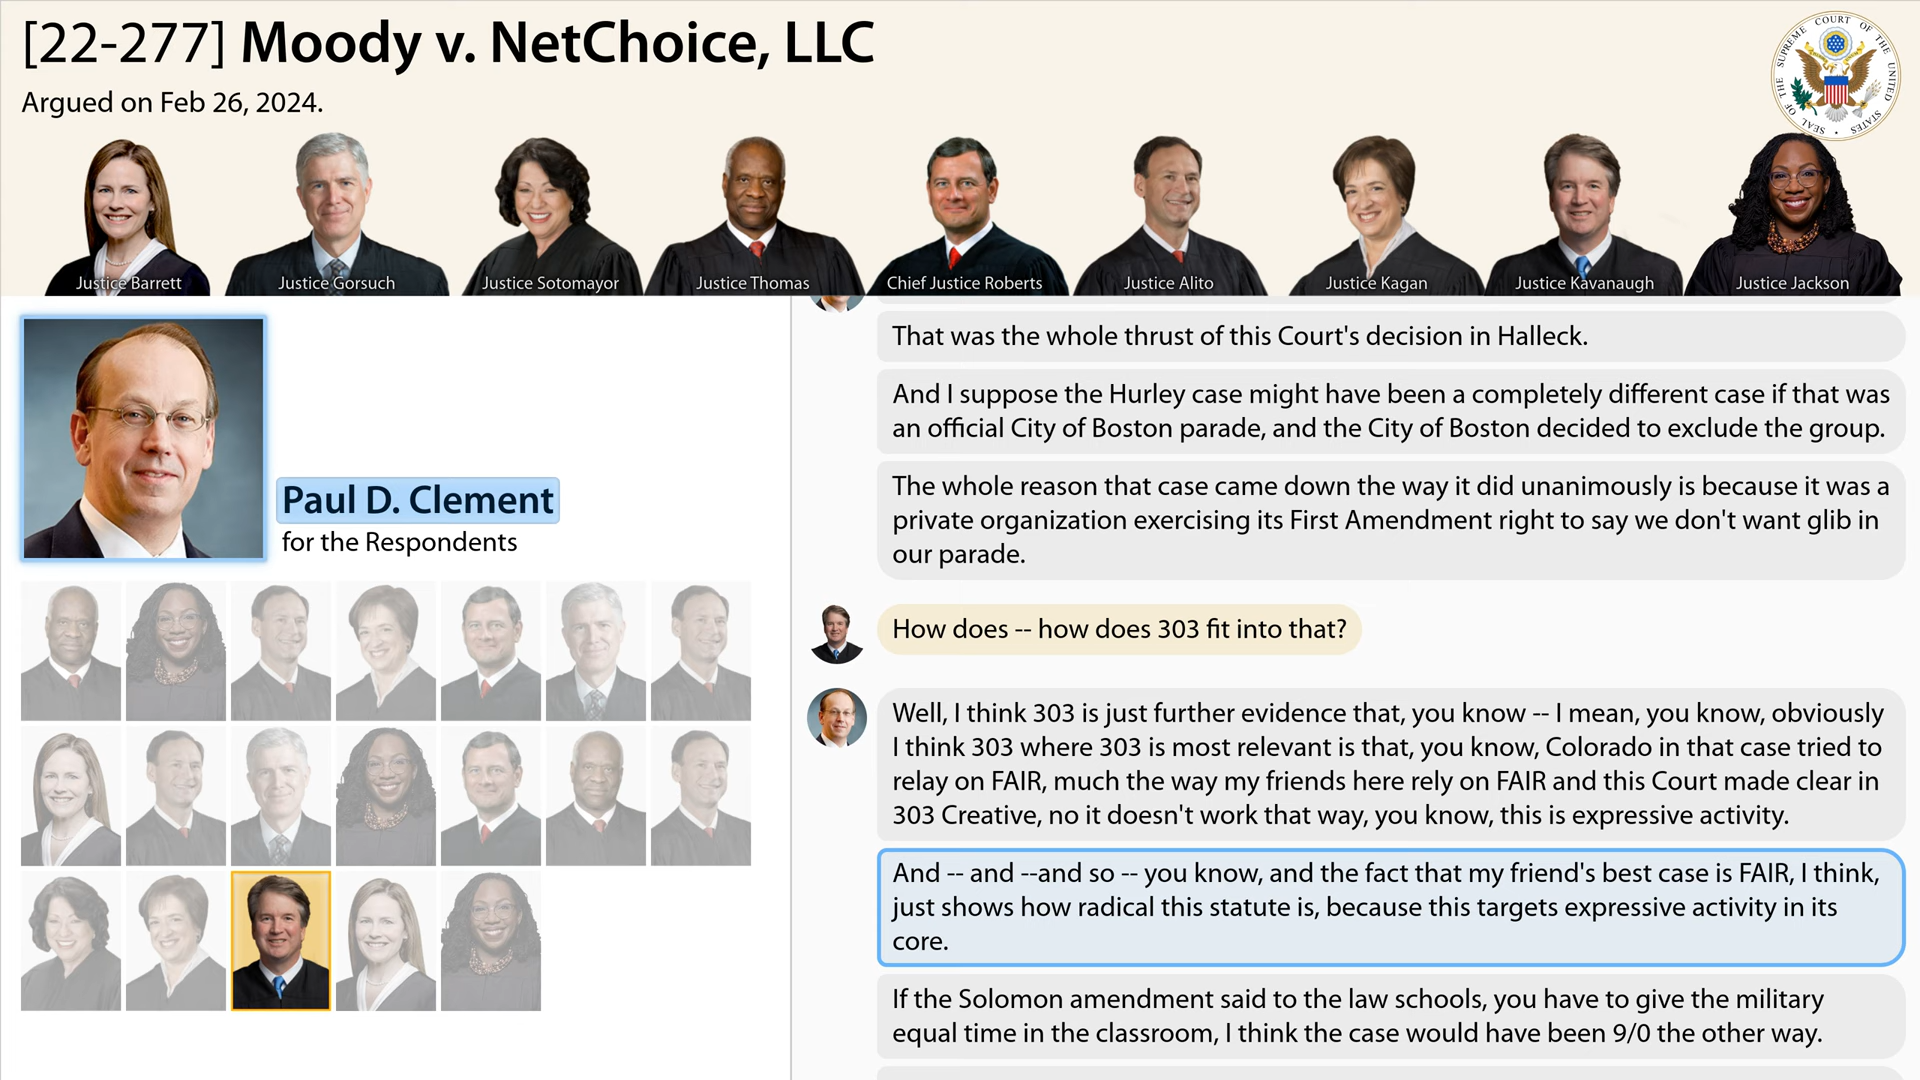 [22-277] Moody v. NetChoice, LLC
Argued on Feb 26, 2024.
SEAL OF THE SUPREME COURT OF THE UNITED STATES
Justice Barrett
Justice Gorsuch
Justice Sotomayor
Justice Thomas
Chief Justice Roberts
Justice Alito
Justice Kagan
Justice Kavanaugh
Justice Jackson
Paul D. Clement
for the Respondents
That was the whole thrust of this Court's decision in Halleck.
And I suppose the Hurley case might have been a completely different case if that was
an official City of Boston parade, and the City of Boston decided to exclude the group.
The whole reason that case came down the way it did unanimously is because it was a
private organization exercising its First Amendment right to say we don't want glib in
our parade.
How does -- how does 303 fit into that?
Well, I think 303 is just further evidence that, you know -- I mean, you know, obviously
I think 303 where 303 is most relevant is that, you know, Colorado in that case tried to
relay on FAIR, much the way my friends here rely on FAIR and this Court made clear in
303 Creative, no it doesn't work that way, you know, this is expressive activity.
And -- and --and so -- you know, and the fact that my friend's best case is FAIR, I think,
just shows how radical this statute is, because this targets expressive activity in its
core.
If the Solomon amendment said to the law schools, you have to give the military
equal time in the classroom, I think the case would have been 9/0 the other way.